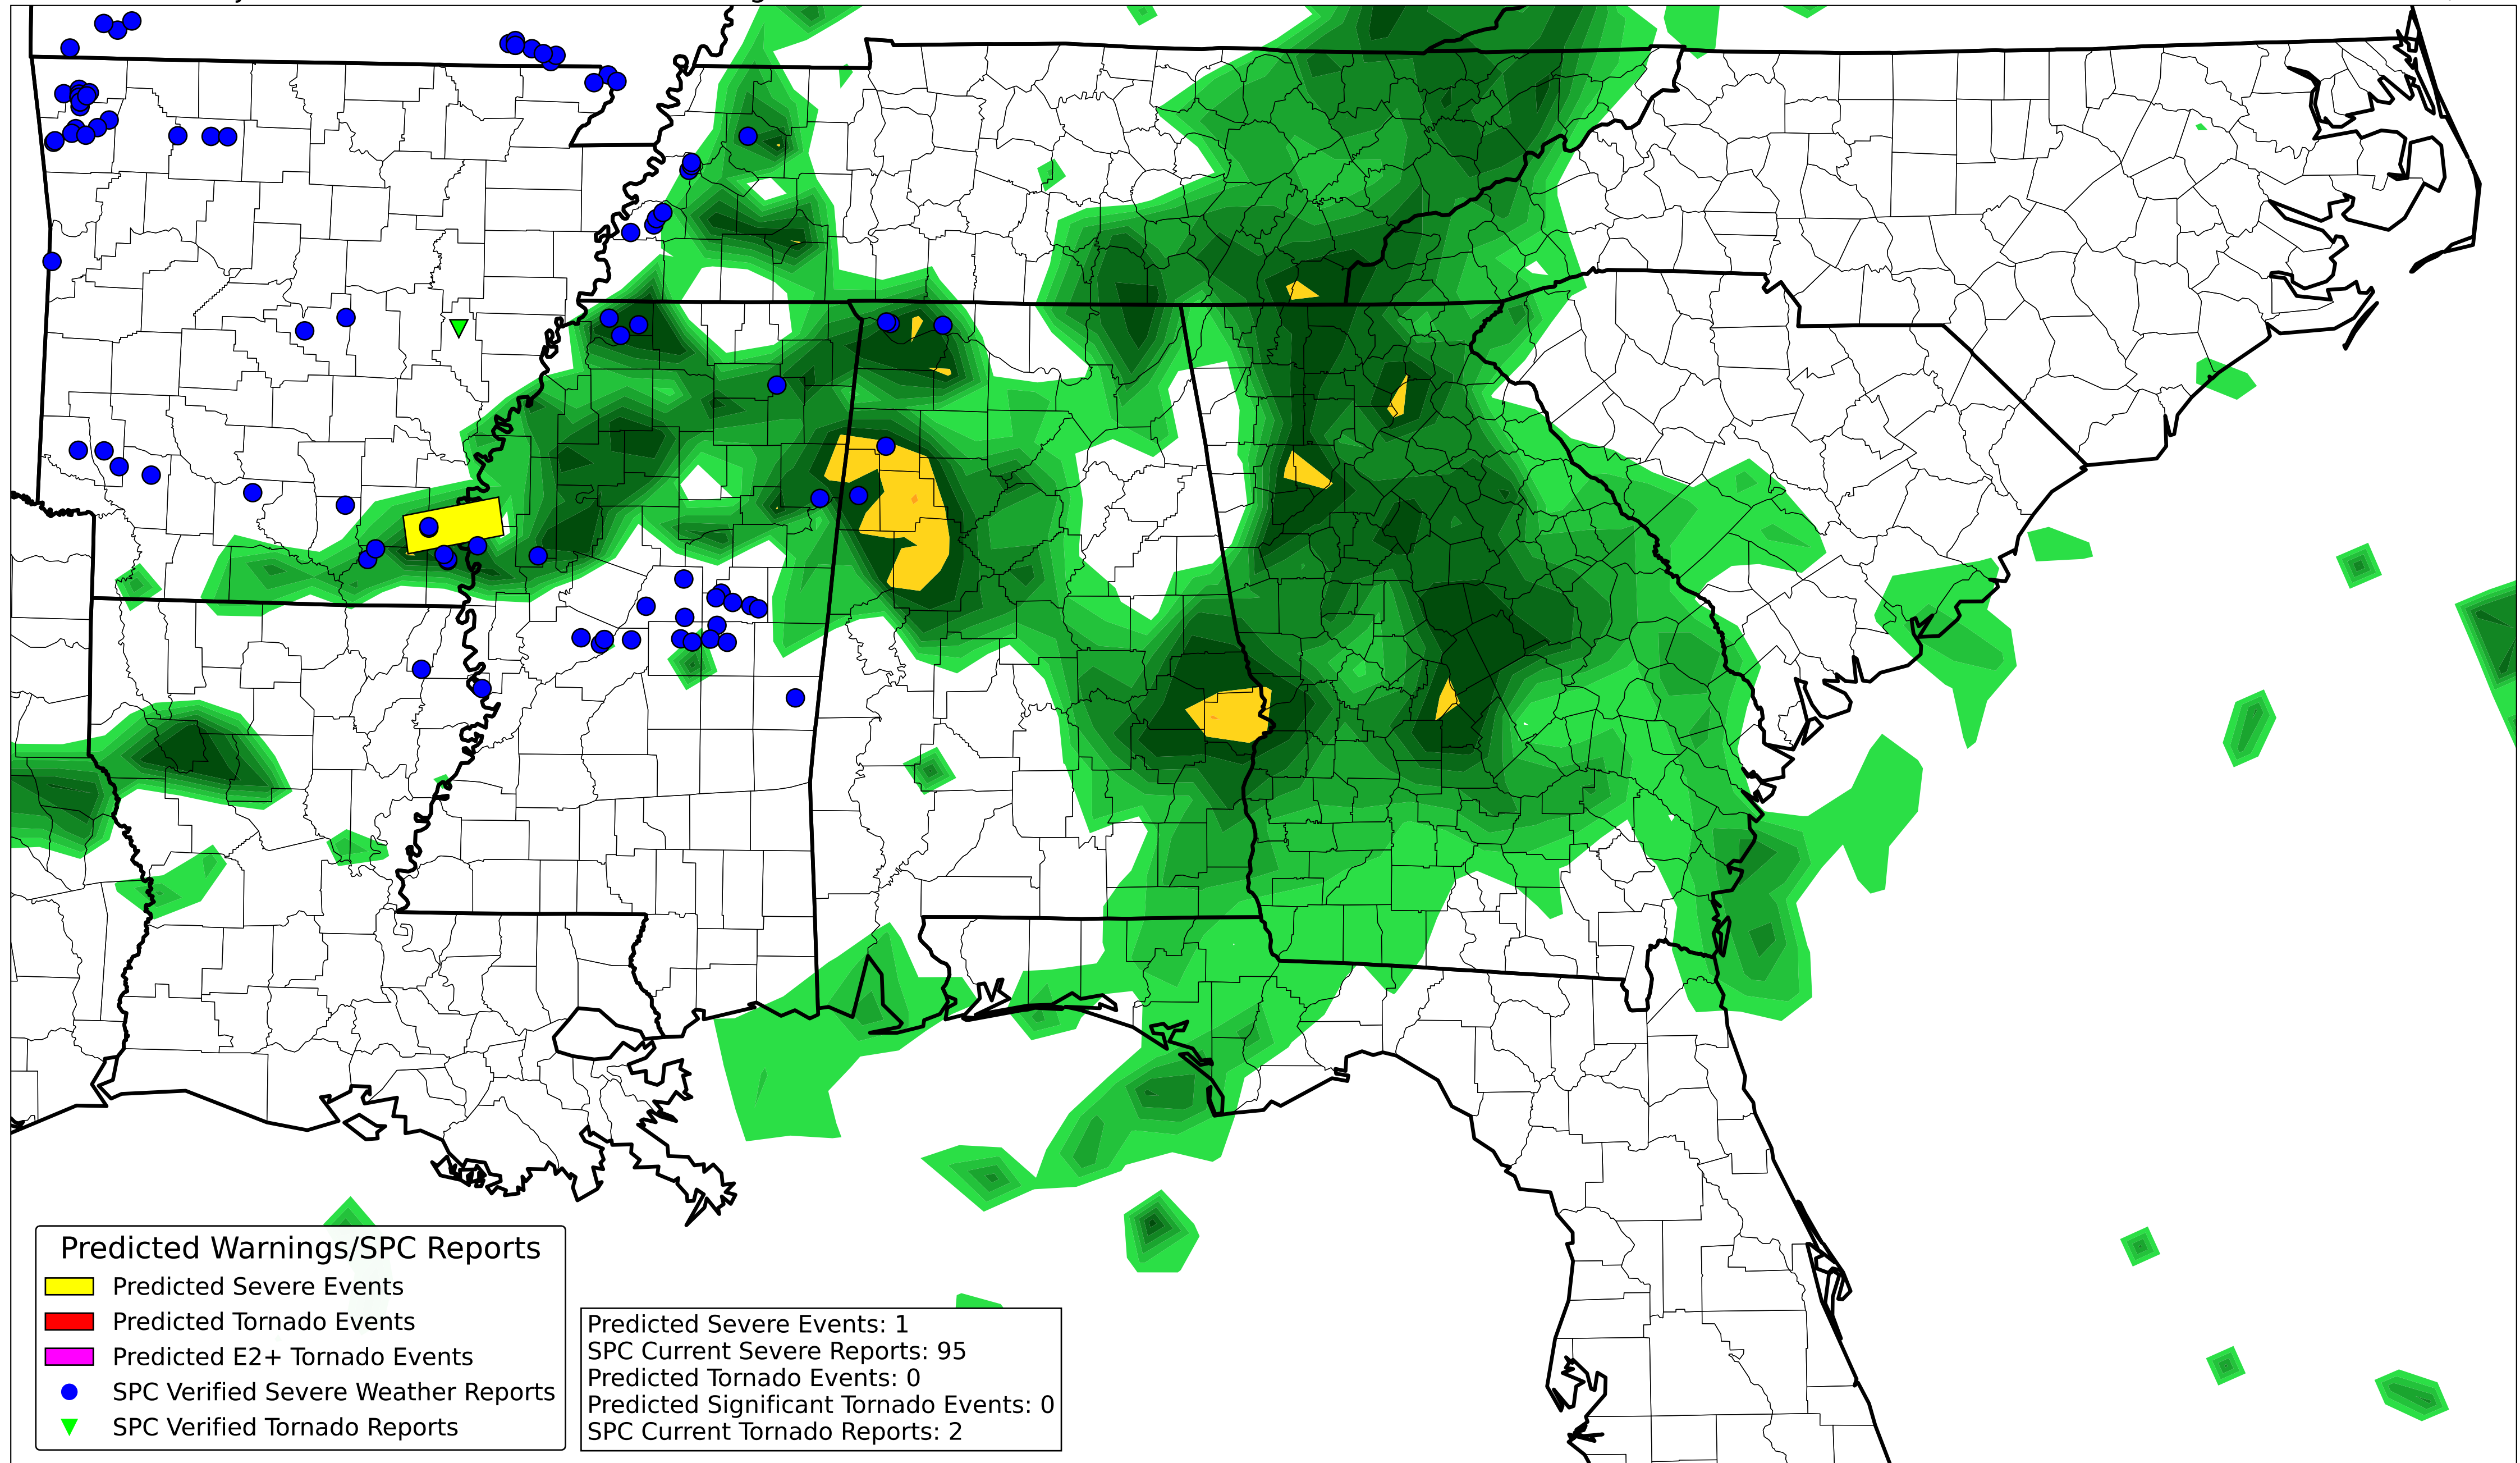 Predicted Warnings/SPC Reports
Predicted Severe Events
Predicted Tornado Events
Predicted E2+ Tornado Events
SPC Verified Severe Weather Reports
SPC Verified Tornado Reports
Predicted Severe Events: 1
SPC Current Severe Reports: 95
Predicted Tornado Events: 0
Predicted Significant Tornado Events: 0
SPC Current Tornado Reports: 2